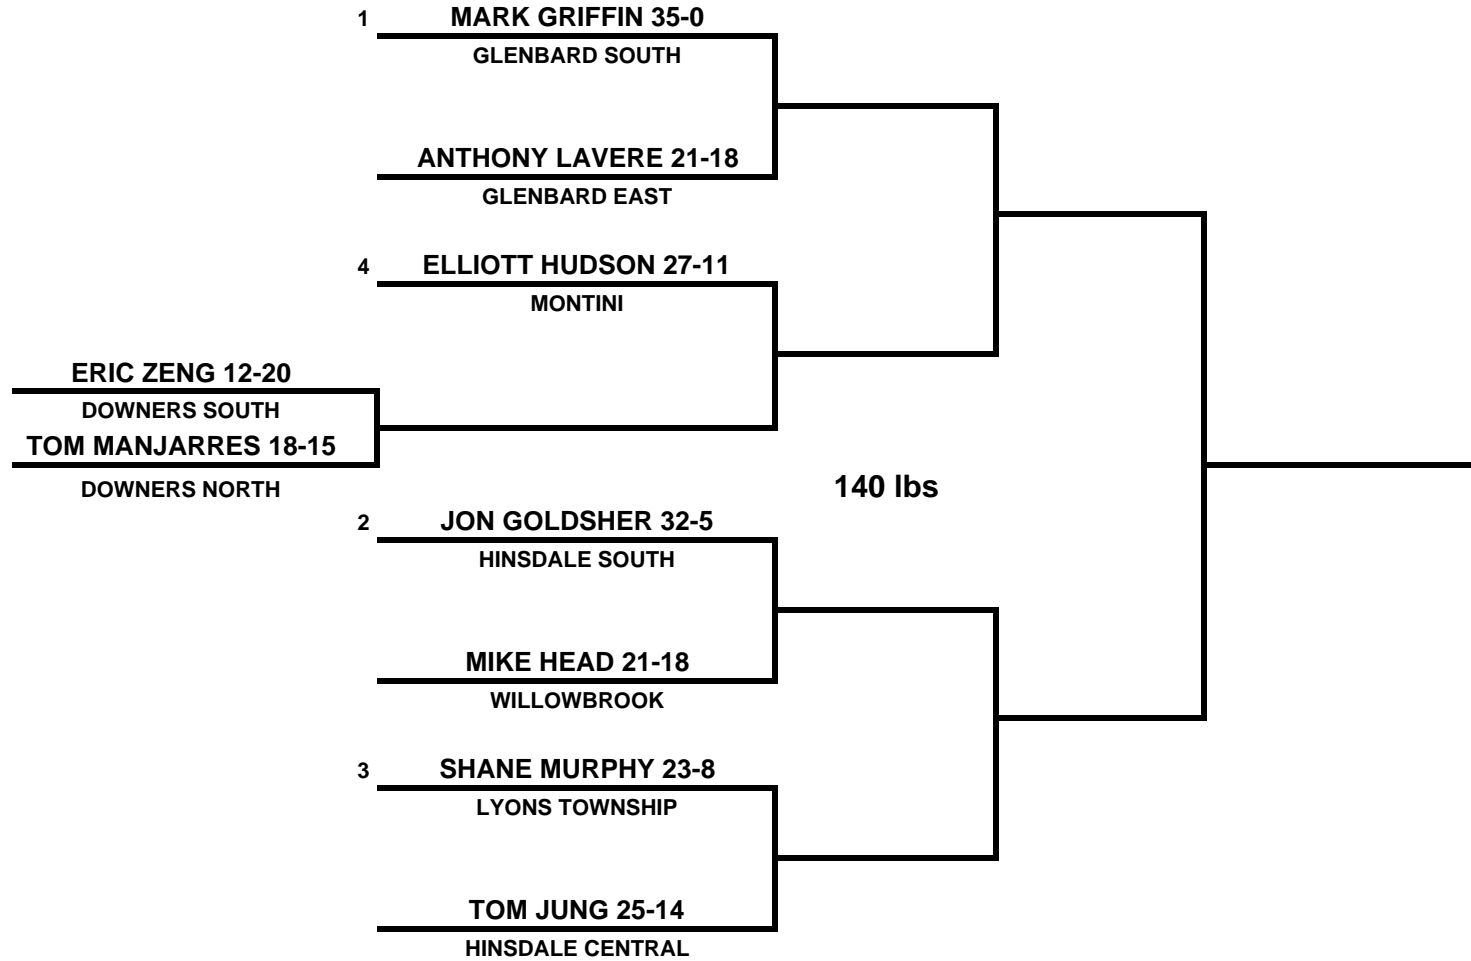 1
MARK GRIFFIN 35-0
GLENBARD SOUTH
ANTHONY LAVERE 21-18
GLENBARD EAST
4
ELLIOTT HUDSON 27-11
MONTINI
ERIC ZENG 12-20
DOWNERS SOUTH
TOM MANJARRES 18-15
DOWNERS NORTH
140 lbs
2
JON GOLDSHER 32-5
HINSDALE SOUTH
MIKE HEAD 21-18
WILLOWBROOK
3
SHANE MURPHY 23-8
LYONS TOWNSHIP
TOM JUNG 25-14
HINSDALE CENTRAL